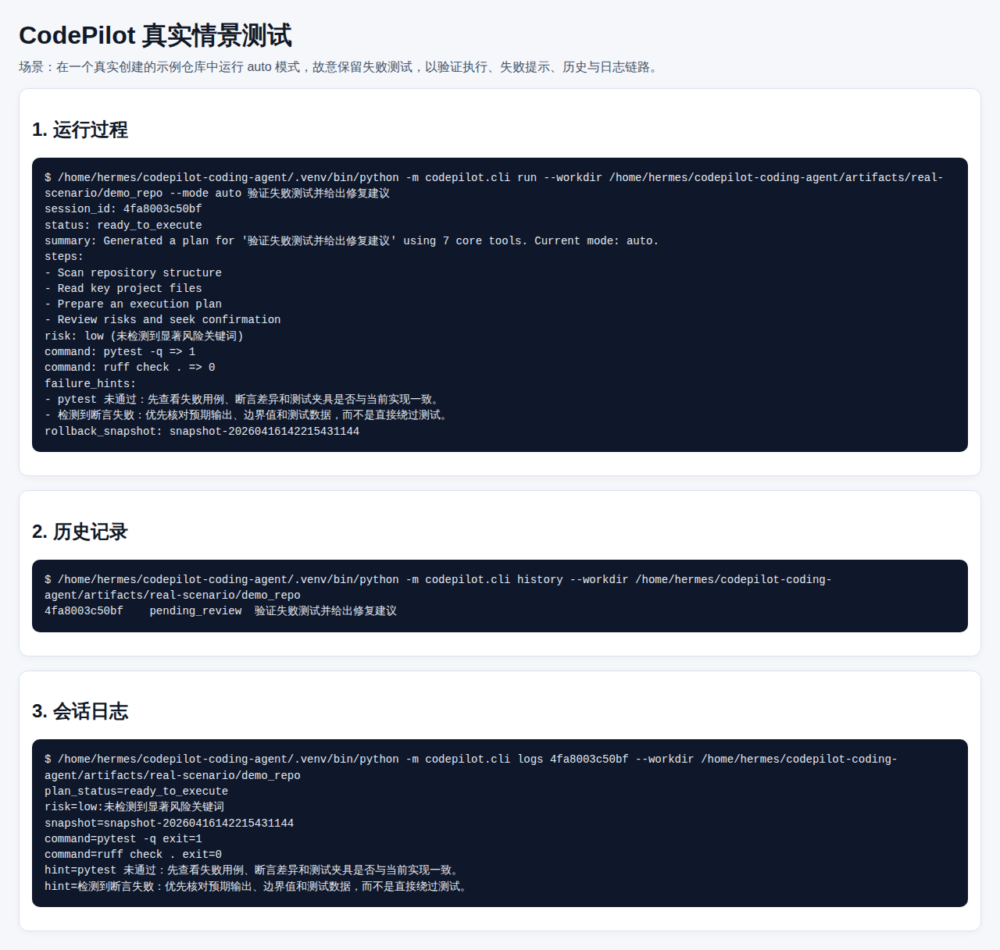 CodePilot 真实情景测试
场景：在一个真实创建的示例仓库中运行 auto 模式，故意保留失败测试，以验证执行、失败提示、历史与日志链路。
1. 运行过程
$ /home/hermes/codepilot-coding-agent/.venv/bin/python -m codepilot.cli run --workdir /home/hermes/codepilot-coding-agent/artifacts/real-
scenario/demo_repo --mode auto 验证失败测试并给出修复建议
session_id: 4fa8003c50bf
status: ready_to_execute
summary: Generated a plan for '验证失败测试并给出修复建议' using 7 core tools. Current mode: auto.
steps:
- Scan repository structure
- Read key project files
- Prepare an execution plan
- Review risks and seek confirmation
risk: low (未检测到显著风险关键词)
command: pytest -q => 1
command: ruff check . => 0
failure_hints:
- pytest 未通过：先查看失败用例、断言差异和测试夹具是否与当前实现一致。
- 检测到断言失败：优先核对预期输出、边界值和测试数据，而不是直接绕过测试。
rollback_snapshot: snapshot-20260416142215431144
2. 历史记录
$ /home/hermes/codepilot-coding-agent/.venv/bin/python -m codepilot.cli history --workdir /home/hermes/codepilot-coding-
agent/artifacts/real-scenario/demo_repo
4fa8003c50bf    pending_review  验证失败测试并给出修复建议
3. 会话日志
$ /home/hermes/codepilot-coding-agent/.venv/bin/python -m codepilot.cli logs 4fa8003c50bf --workdir /home/hermes/codepilot-coding-
agent/artifacts/real-scenario/demo_repo
plan_status=ready_to_execute
risk=low:未检测到显著风险关键词
snapshot=snapshot-20260416142215431144
command=pytest -q exit=1
command=ruff check . exit=0
hint=pytest 未通过：先查看失败用例、断言差异和测试夹具是否与当前实现一致。
hint=检测到断言失败：优先核对预期输出、边界值和测试数据，而不是直接绕过测试。